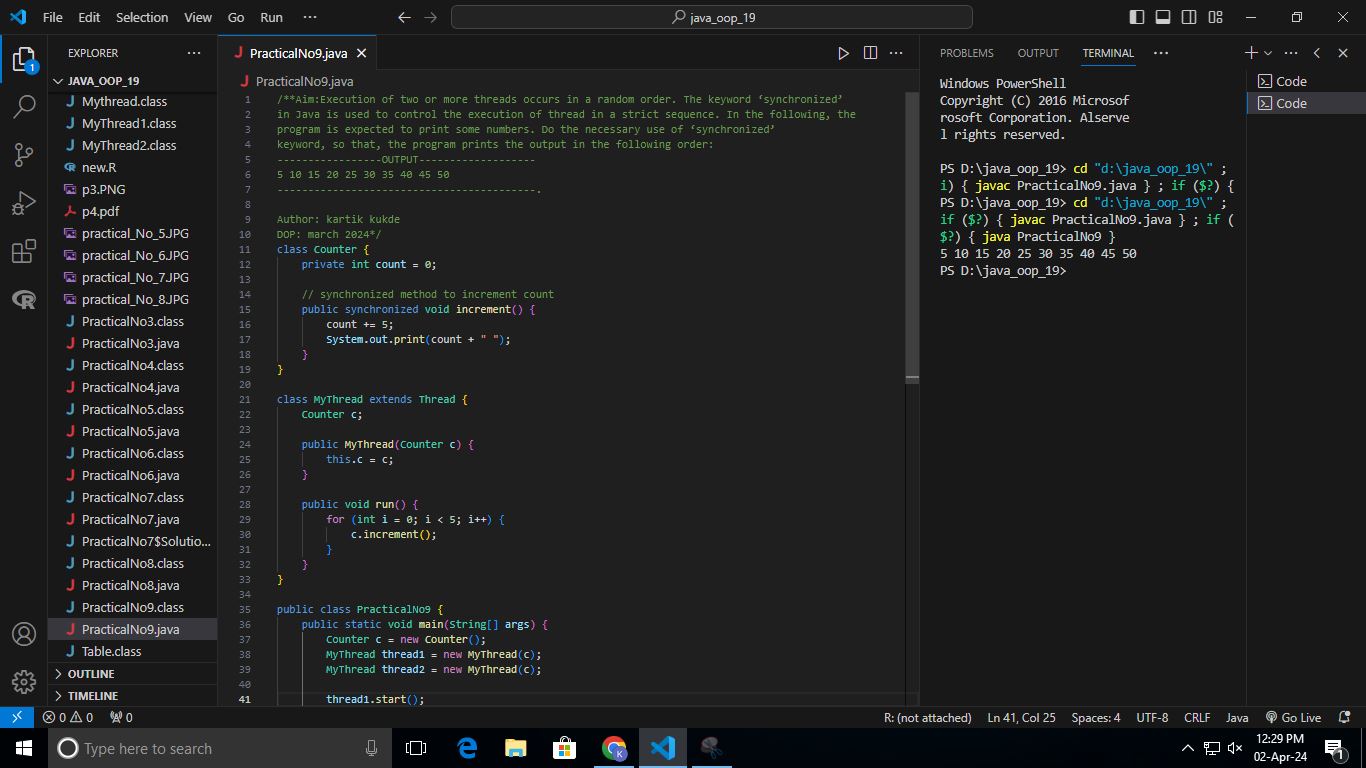 File Edit Selection View Go Run ···
java_oop_19
EXPLORER
JAVA_OOP_19
Mythread.class
MyThread1.class
MyThread2.class
new.R
p3.PNG
p4.pdf
practical_No_5.JPG
practical_No_6.JPG
practical_No_7.JPG
practical_No_8.JPG
PracticalNo3.class
PracticalNo3.java
PracticalNo4.class
PracticalNo4.java
PracticalNo5.class
PracticalNo5.java
PracticalNo6.class
PracticalNo6.java
PracticalNo7.class
PracticalNo7.java
PracticalNo7$Solutio...
PracticalNo8.class
PracticalNo8.java
PracticalNo9.class
PracticalNo9.java
Table.class
OUTLINE
TIMELINE
PracticalNo9.java
PracticalNo9.java
1 /**Aim:Execution of two or more threads occurs in a random order. The keyword ‘synchronized’
2 in Java is used to control the execution of thread in a strict sequence. In the following, the
3 program is expected to print some numbers. Do the necessary use of ‘synchronized’
4 keyword, so that, the program prints the output in the following order:
5 -----------------OUTPUT-------------------
6 5 10 15 20 25 30 35 40 45 50
7 ------------------------------------------.
8
9 Author: kartik kukde
10 DOP: march 2024*/
11 class Counter {
12 private int count = 0;
13
14 // synchronized method to increment count
15 public synchronized void increment() {
16 count += 5;
17 System.out.print(count + " ");
18 }
19 }
20
21 class MyThread extends Thread {
22 Counter c;
23
24 public MyThread(Counter c) {
25 this.c = c;
26 }
27
28 public void run() {
29 for (int i = 0; i < 5; i++) {
30 c.increment();
31 }
32 }
33 }
34
35 public class PracticalNo9 {
36 public static void main(String[] args) {
37 Counter c = new Counter();
38 MyThread thread1 = new MyThread(c);
39 MyThread thread2 = new MyThread(c);
40
41 thread1.start();
PROBLEMS OUTPUT TERMINAL ···
Windows PowerShell
Copyright (C) 2016 Microsof
rosoft Corporation. Alserve
l rights reserved.
PS D:\java_oop_19> cd "d:\java_oop_19\" ;
i) { javac PracticalNo9.java } ; if ($?) {
PS D:\java_oop_19> cd "d:\java_oop_19\" ;
if ($?) { javac PracticalNo9.java } ; if (
$?) { java PracticalNo9 }
5 10 15 20 25 30 35 40 45 50
PS D:\java_oop_19>
Code
Code
0 0 0
R: (not attached) Ln 41, Col 25 Spaces: 4 UTF-8 CRLF Java Go Live
Type here to search
12:29 PM
02-Apr-24
1